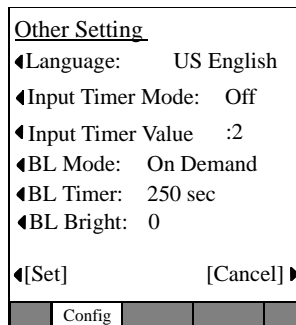 Other Setting
Language: US English
Input Timer Mode: Off
Input Timer Value :2
BL Mode: On Demand
BL Timer: 250 sec
BL Bright: 0
[Set] [Cancel]
Config